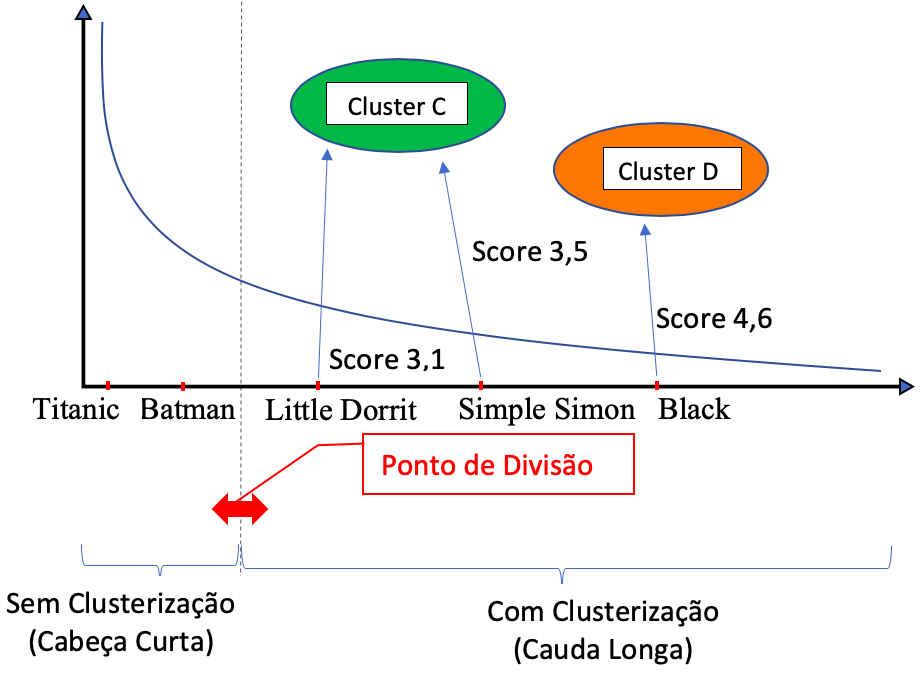 Cluster C
Cluster D
Score 3,5
Score 4,6
Score 3,1
Titanic Batman Little Dorrit Simple Simon Black
Ponto de Divisão
Sem Clusterização
(Cabeça Curta)
Com Clusterização
(Cauda Longa)